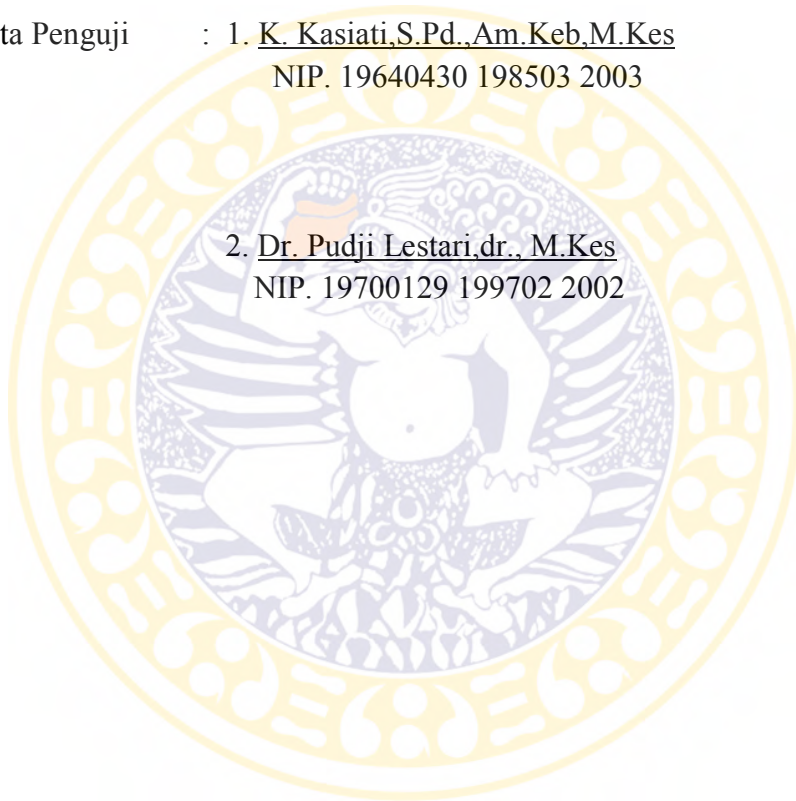 ta Penguji : 1. K. Kasiati,S.Pd.,Am.Keb,M.Kes
NIP. 19640430 198503 2003
2. Dr. Pudji Lestari,dr., M.Kes
NIP. 19700129 199702 2002